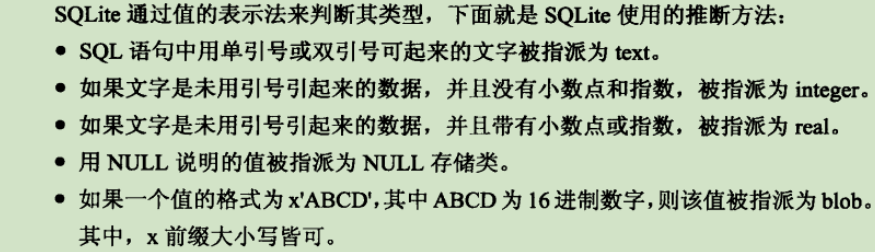 SQLite 通过值的表示法来判断其类型，下面就是 SQLite 使用的推断方法：
● SQL 语句中用单引号或双引号可起来的文字被指派为 text。
● 如果文字是未用引号引起来的数据，并且没有小数点和指数，被指派为 integer。
● 如果文字是未用引号引起来的数据，并且带有小数点或指数，被指派为 real。
● 用 NULL 说明的值被指派为 NULL 存储类。
● 如果一个值的格式为 x'ABCD'，其中 ABCD 为 16 进制数字，则该值被指派为 blob。
其中，x 前缀大小写皆可。